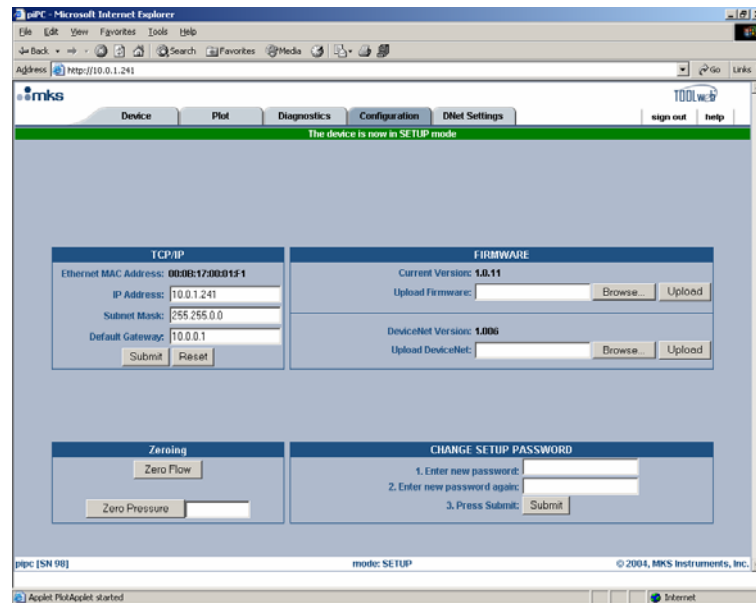 piPC - Microsoft Internet Explorer
File Edit View Favorites Tools Help
Back Search Favorites Media
Address http://10.0.1.241 Go Links
mks TOOLweb
Device Plot Diagnostics Configuration DNet Settings sign out help
The device is now in SETUP mode
TCP/IP
Ethernet MAC Address: 00:0B:17:00:01:F1
IP Address: 10.0.1.241
Subnet Mask: 255.255.0.0
Default Gateway: 10.0.0.1
Submit Reset
FIRMWARE
Current Version: 1.0.11
Upload Firmware: Browse... Upload
DeviceNet Version: 1.006
Upload DeviceNet: Browse... Upload
Zeroing
Zero Flow
Zero Pressure
CHANGE SETUP PASSWORD
1. Enter new password:
2. Enter new password again:
3. Press Submit: Submit
pipc [SN 98] mode: SETUP © 2004, MKS Instruments, Inc.
Applet PlotApplet started Internet